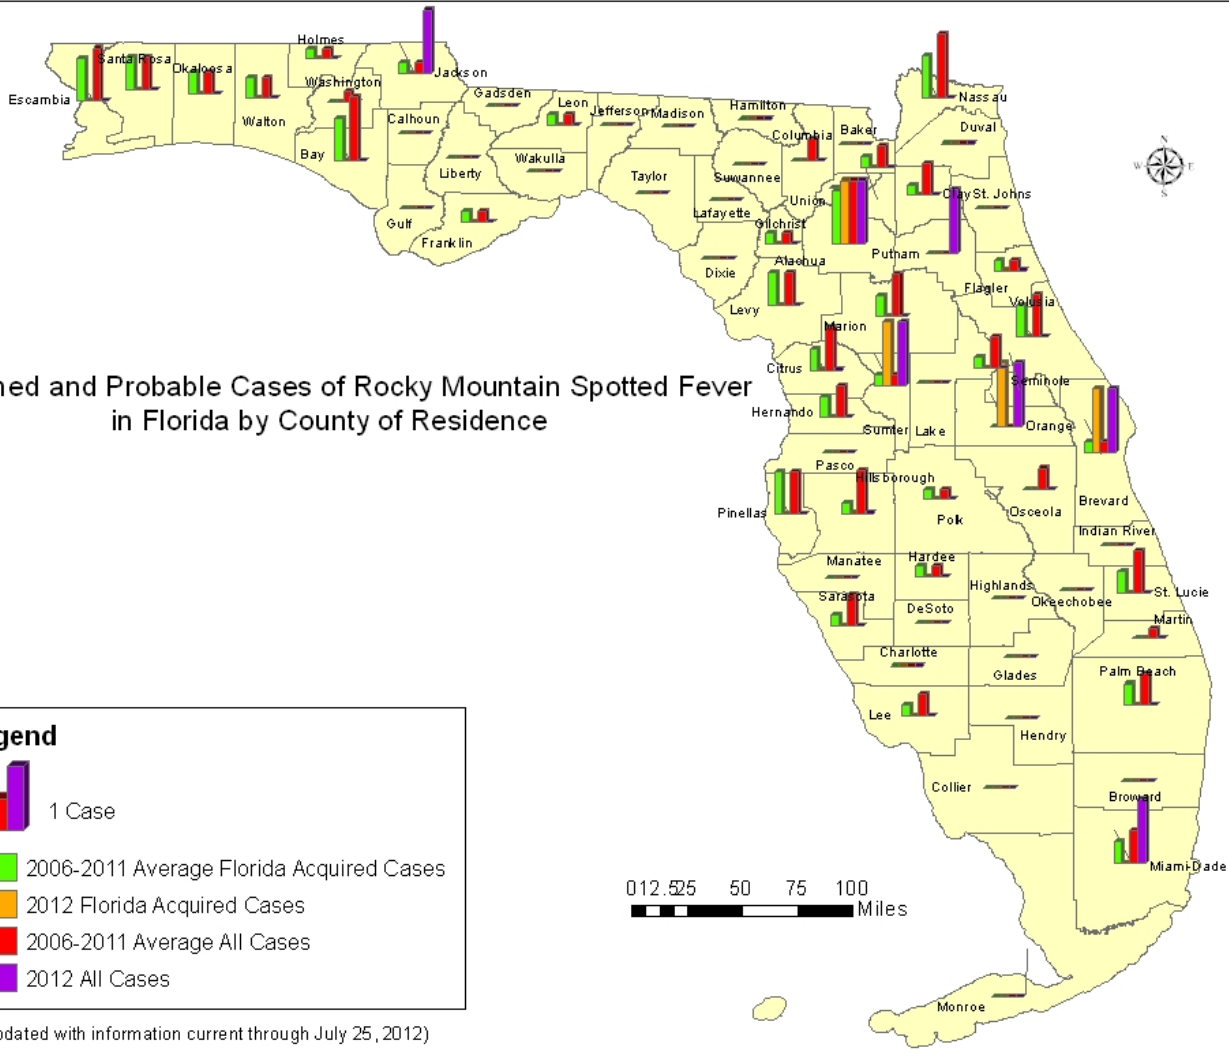 Holmes
Santa Rosa
Okaloosa
Jackson
Escambia
Washington
Gadsden
Leon
Jefferson
Madison
Hamilton
Nassau
Walton
Calhoun
Columbia
Baker
Duval
N
W E
S
Bay
Wakulla
Liberty
Taylor
Suwannee
Clay
St. Johns
Union
Lafayette
Gulf
Gilchrist
Franklin
Putnam
Alachua
Dixie
Flagler
Levy
Volusia
Marion
Citrus
Seminole
ned and Probable Cases of Rocky Mountain Spotted Fever
in Florida by County of Residence
Hernando
Sumter
Lake
Orange
Pasco
Hillsborough
Pinellas
Polk
Osceola
Brevard
Indian River
Manatee
Hardee
Highlands
Okeechobee
St. Lucie
Sarasota
DeSoto
Martin
Charlotte
Glades
Palm Beach
Lee
Hendry
Collier
Broward
Miami-Dade
Monroe
gend
1 Case
2006-2011 Average Florida Acquired Cases
2012 Florida Acquired Cases
2006-2011 Average All Cases
2012 All Cases
012.525 50 75 100
Miles
pdated with information current through July 25, 2012)